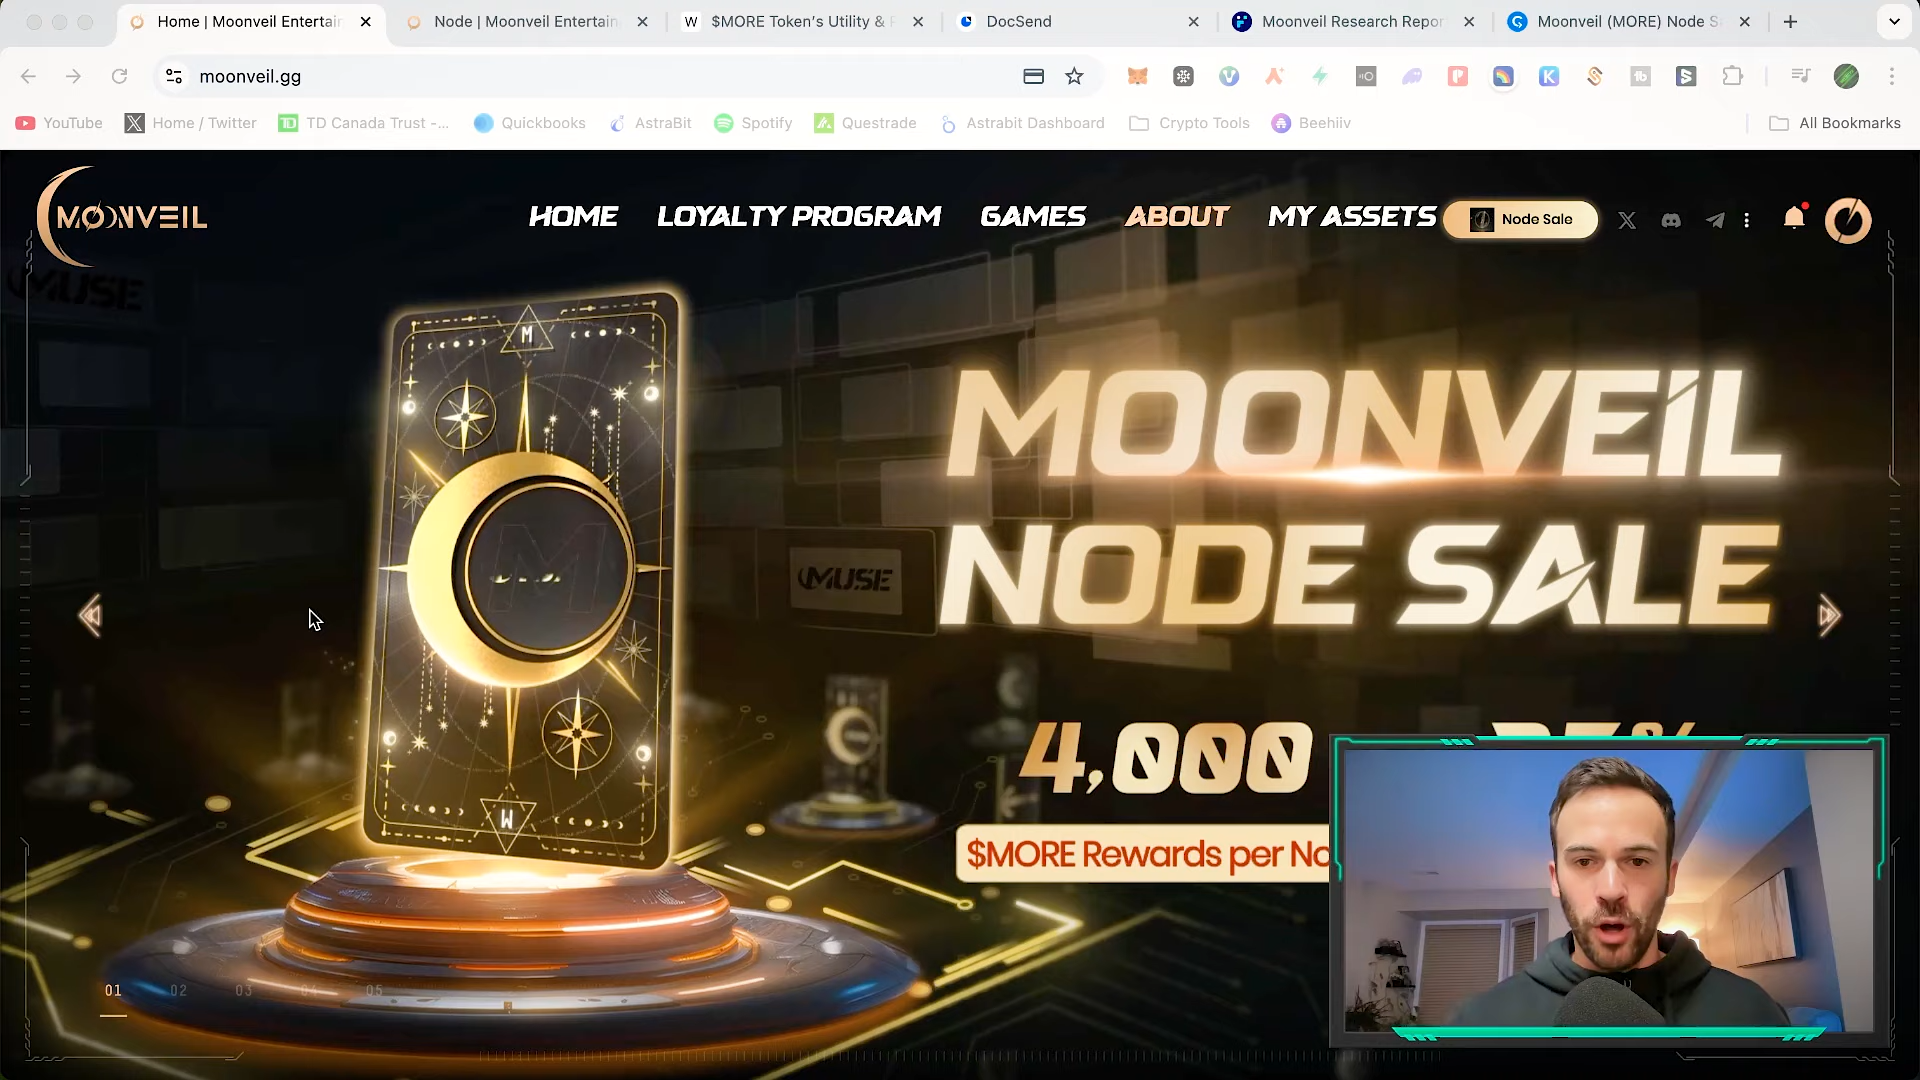 Home | Moonveil Entertain
Node | Moonveil Entertain
$MORE Token's Utility &
DocSend
Moonveil Research Repor
Moonveil (MORE) Node S
moonveil.gg
YouTube
Home / Twitter
TD Canada Trust -...
Quickbooks
AstraBit
Spotify
Questrade
Astrabit Dashboard
Crypto Tools
Beehiiv
All Bookmarks
MOONVEIL
HOME
LOYALTY PROGRAM
GAMES
ABOUT
MY ASSETS
Node Sale
MUSE
M
MOONVEIL
NODE SALE
MUSE
4,000
$MORE Rewards per No
M
01 02 03 04 05